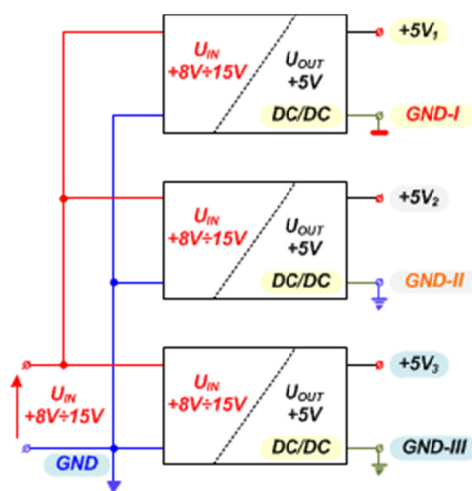 U_IN
+8V÷15V
U_OUT
+5V
DC/DC
+5V₁
GND-I
U_IN
+8V÷15V
U_OUT
+5V
DC/DC
+5V₂
GND-II
U_IN
+8V÷15V
GND
U_IN
+8V÷15V
U_OUT
+5V
DC/DC
+5V₃
GND-III